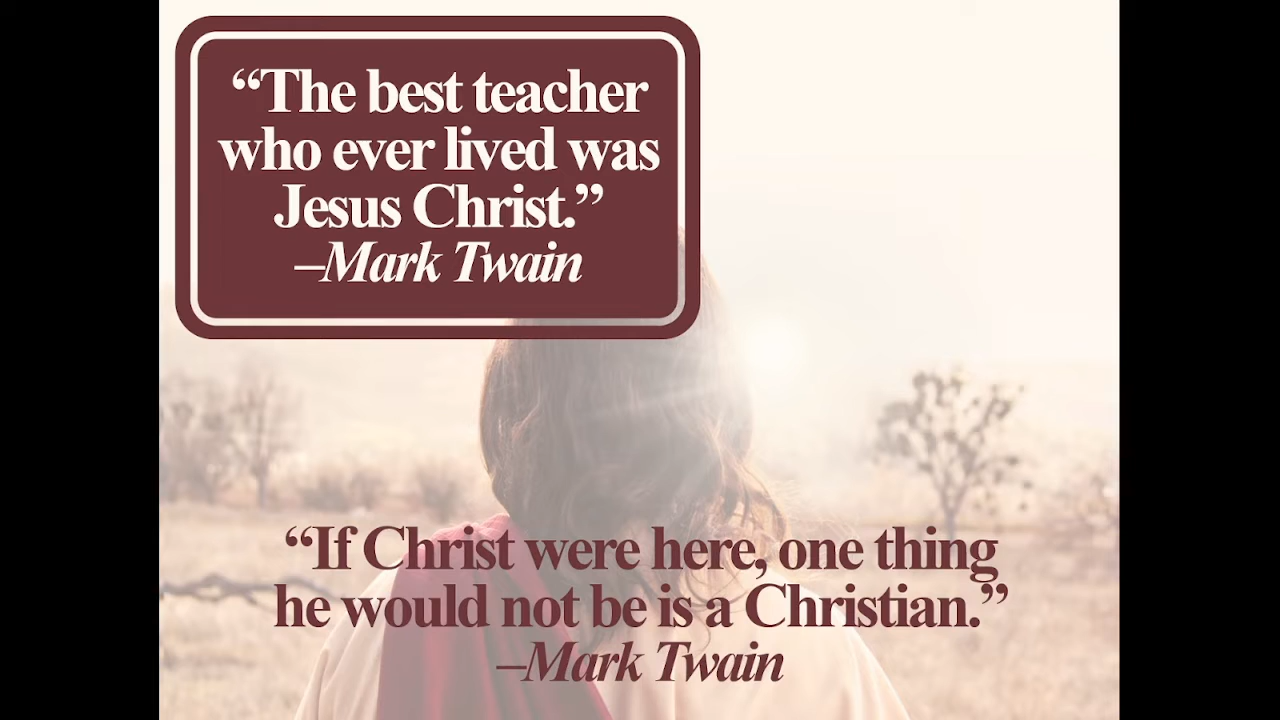 “The best teacher
who ever lived was
Jesus Christ.”
–Mark Twain
“If Christ were here, one thing
he would not be is a Christian.”
–Mark Twain